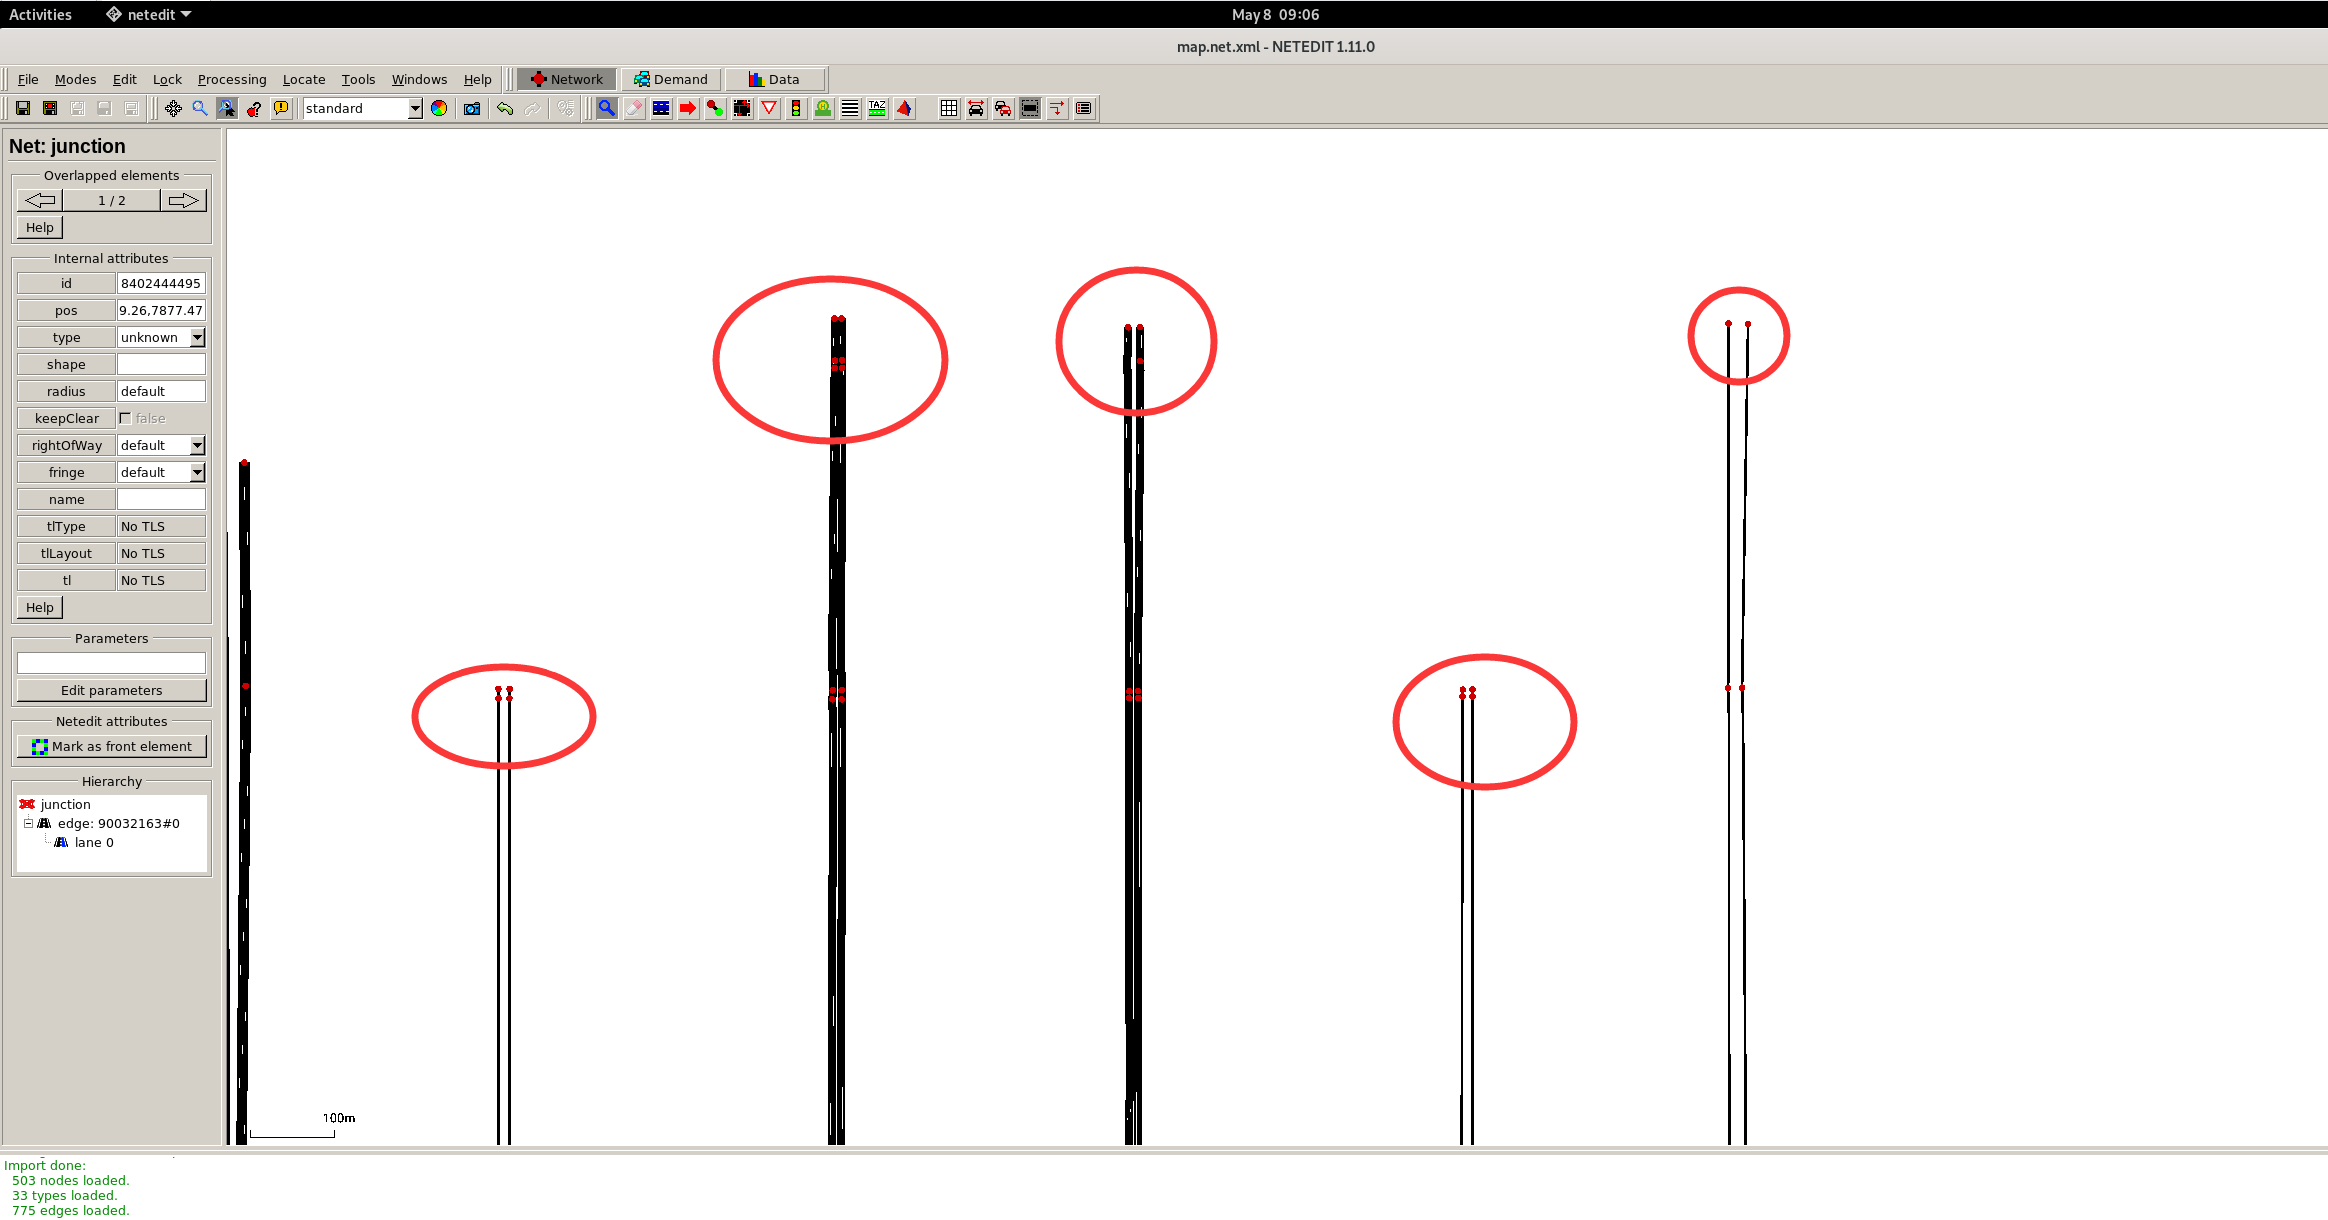 Activities netedit May 8 09:06
map.net.xml - NETEDIT 1.11.0
File Modes Edit Lock Processing Locate Tools Windows Help Network Demand Data
standard TAZ
Net: junction
Overlapped elements
1 / 2
Help
Internal attributes
id 8402444495
pos 9.26,7877.47
type unknown
shape
radius default
keepClear false
rightOfWay default
fringe default
name
tlType No TLS
tlLayout No TLS
tl No TLS
Help
Parameters
Edit parameters
Netedit attributes
Mark as front element
Hierarchy
junction
edge: 90032163#0
lane 0
100m
Import done:
503 nodes loaded.
33 types loaded.
775 edges loaded.